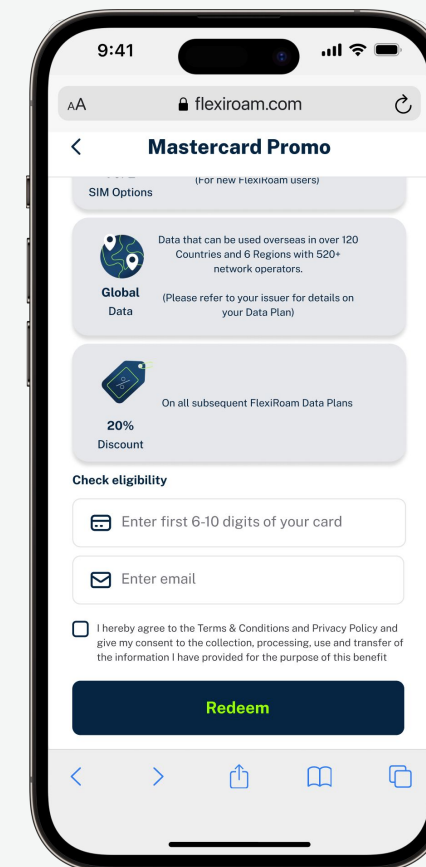 9:41
AA
flexiroam.com
Mastercard Promo
SIM Options
(For new FlexiRoam users)
Data that can be used overseas in over 120
Countries and 6 Regions with 520+
network operators.
Global
Data
(Please refer to your issuer for details on
your Data Plan)
On all subsequent FlexiRoam Data Plans
20%
Discount
Check eligibility
Enter first 6-10 digits of your card
Enter email
I hereby agree to the Terms & Conditions and Privacy Policy and
give my consent to the collection, processing, use and transfer of
the information I have provided for the purpose of this benefit
Redeem